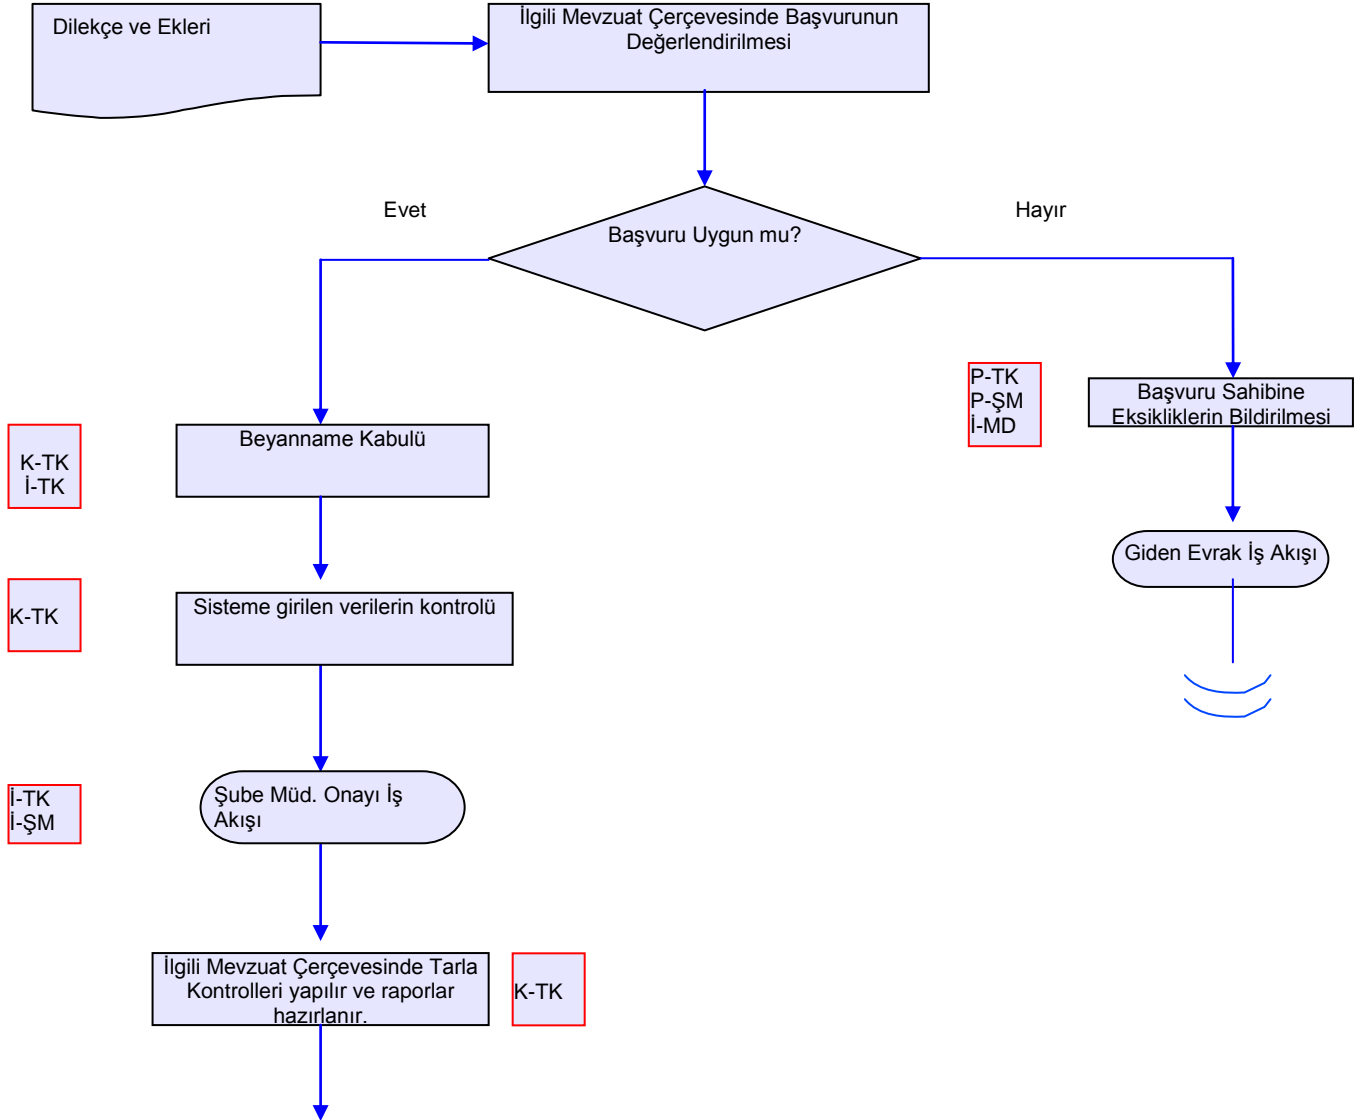 Dilekçe ve Ekleri
İlgili Mevzuat Çerçevesinde Başvurunun
Değerlendirilmesi
Evet
Hayır
Başvuru Uygun mu?
P-TK
P-ŞM
İ-MD
Başvuru Sahibine
Eksikliklerin Bildirilmesi
K-TK
İ-TK
Beyanname Kabulü
Giden Evrak İş Akışı
K-TK
Sisteme girilen verilerin kontrolü
İ-TK
İ-ŞM
Şube Müd. Onayı İş
Akışı
İlgili Mevzuat Çerçevesinde Tarla
Kontrolleri yapılır ve raporlar
hazırlanır.
K-TK